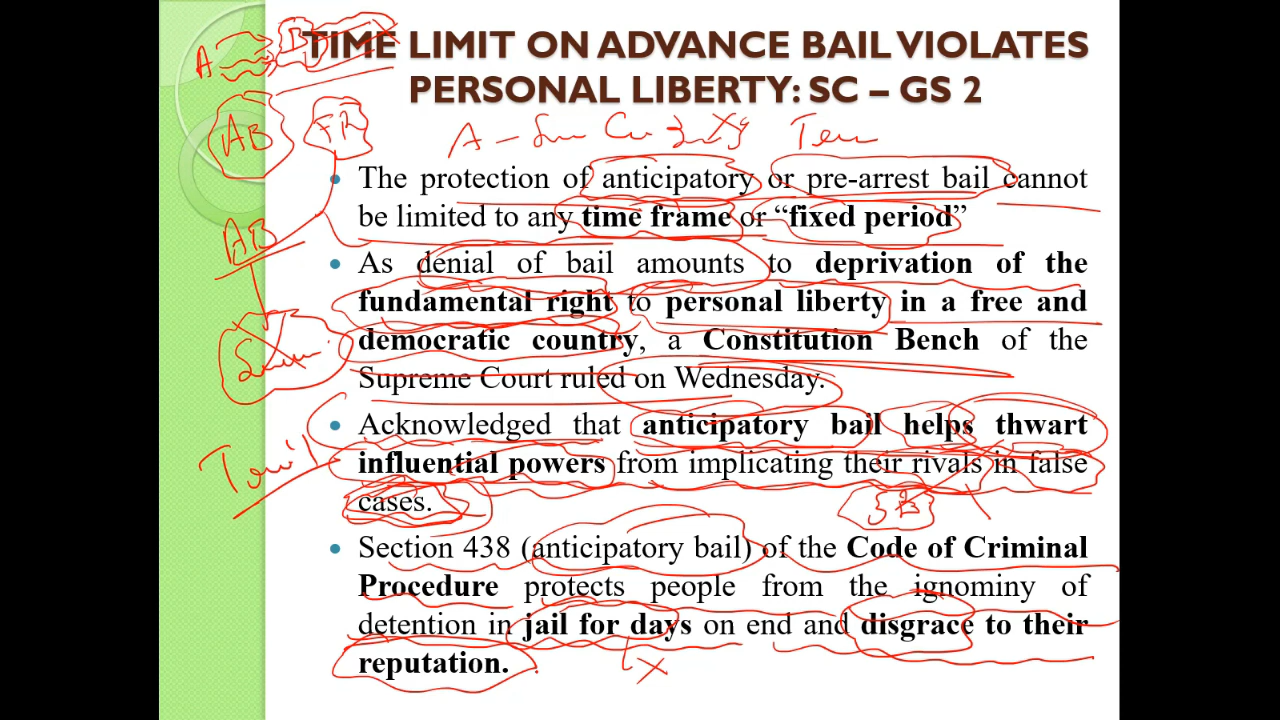 TIME LIMIT ON ADVANCE BAIL VIOLATES
PERSONAL LIBERTY: SC – GS 2
A
B
AB
FR
A –
The protection of anticipatory or pre-arrest bail cannot
be limited to any time frame or “fixed period”
AB
As denial of bail amounts to deprivation of the
fundamental right to personal liberty in a free and
democratic country, a Constitution Bench of the
Supreme Court ruled on Wednesday.
Acknowledged that anticipatory bail helps thwart
influential powers from implicating their rivals in false
cases.
Section 438 (anticipatory bail) of the Code of Criminal
Procedure protects people from the ignominy of
detention in jail for days on end and disgrace to their
reputation.